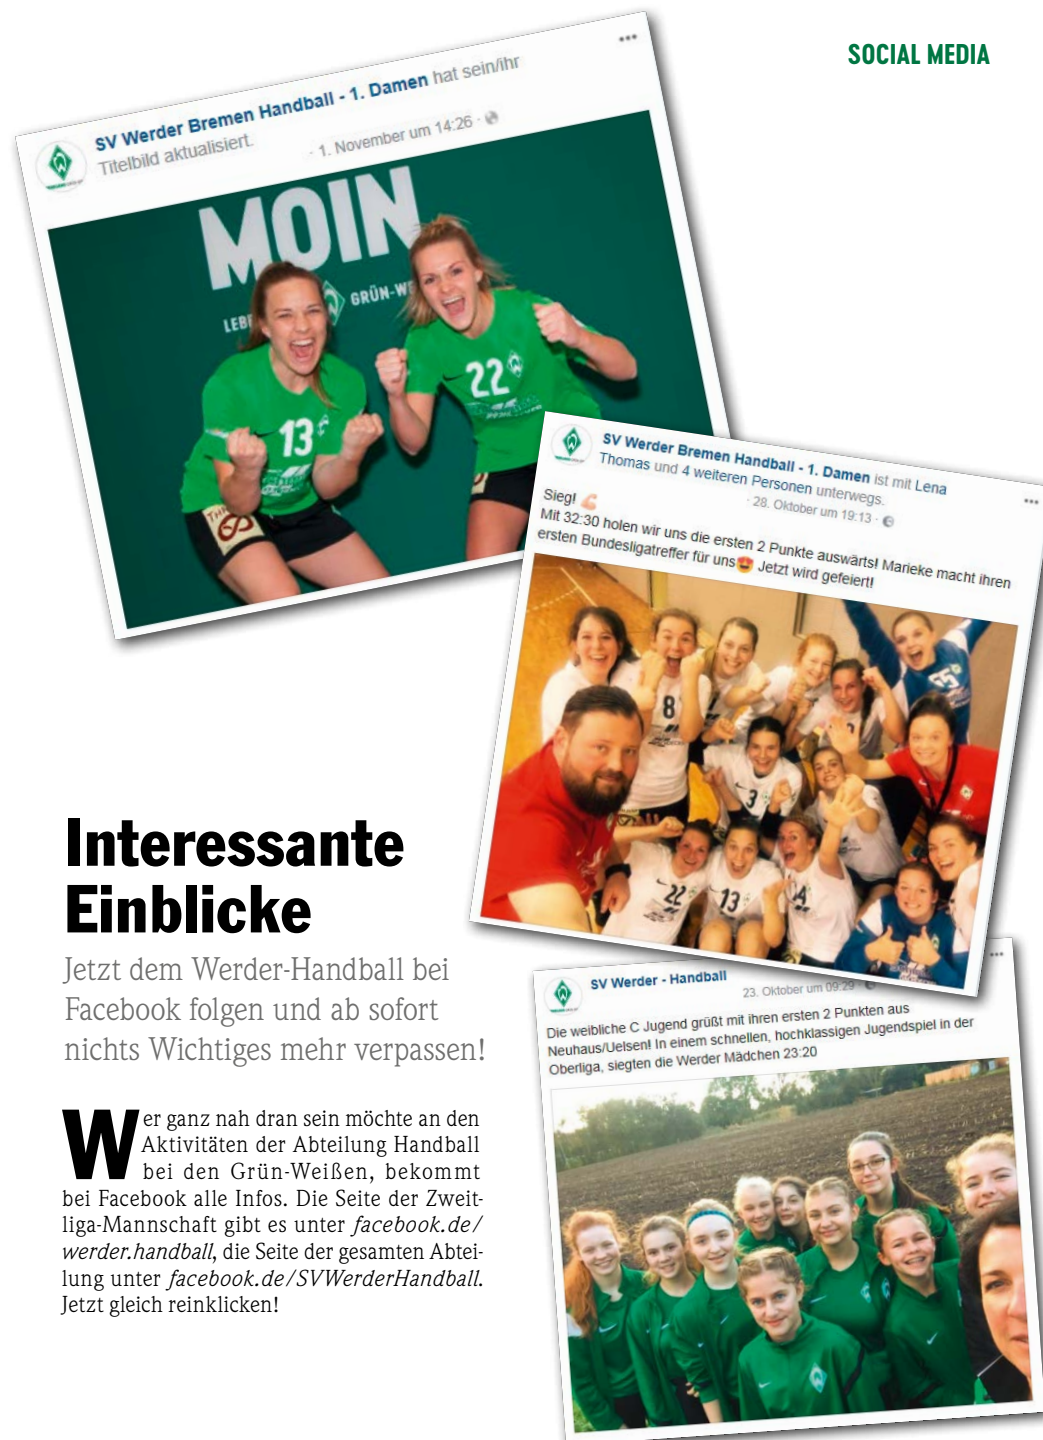 SOCIAL MEDIA
SV Werder Bremen Handball - 1. Damen hat sein/ihr
Titelbild aktualisiert.
· 1. November um 14:26 ·
MOIN
LEBE
GRÜN-WE
13
22
SV Werder Bremen Handball - 1. Damen ist mit Lena
Thomas und 4 weiteren Personen unterwegs.
· 28. Oktober um 19:13 ·
Sieg!
Mit 32:30 holen wir uns die ersten 2 Punkte auswärts! Marieke macht ihren
ersten Bundesligatreffer für uns Jetzt wird gefeiert!
55
8
3
22
13
Interessante
Einblicke
Jetzt dem Werder-Handball bei
Facebook folgen und ab sofort
nichts Wichtiges mehr verpassen!
Wer ganz nah dran sein möchte an den
Aktivitäten der Abteilung Handball
bei den Grün-Weißen, bekommt
bei Facebook alle Infos. Die Seite der Zweit-
liga-Mannschaft gibt es unter facebook.de/
werder.handball, die Seite der gesamten Abtei-
lung unter facebook.de/SVWerderHandball.
Jetzt gleich reinklicken!
SV Werder - Handball
23. Oktober um 09:29 ·
Die weibliche C Jugend grüßt mit ihren ersten 2 Punkten aus
Neuhaus/Uelsen! In einem schnellen, hochklassigen Jugendspiel in der
Oberliga, siegten die Werder Mädchen 23:20